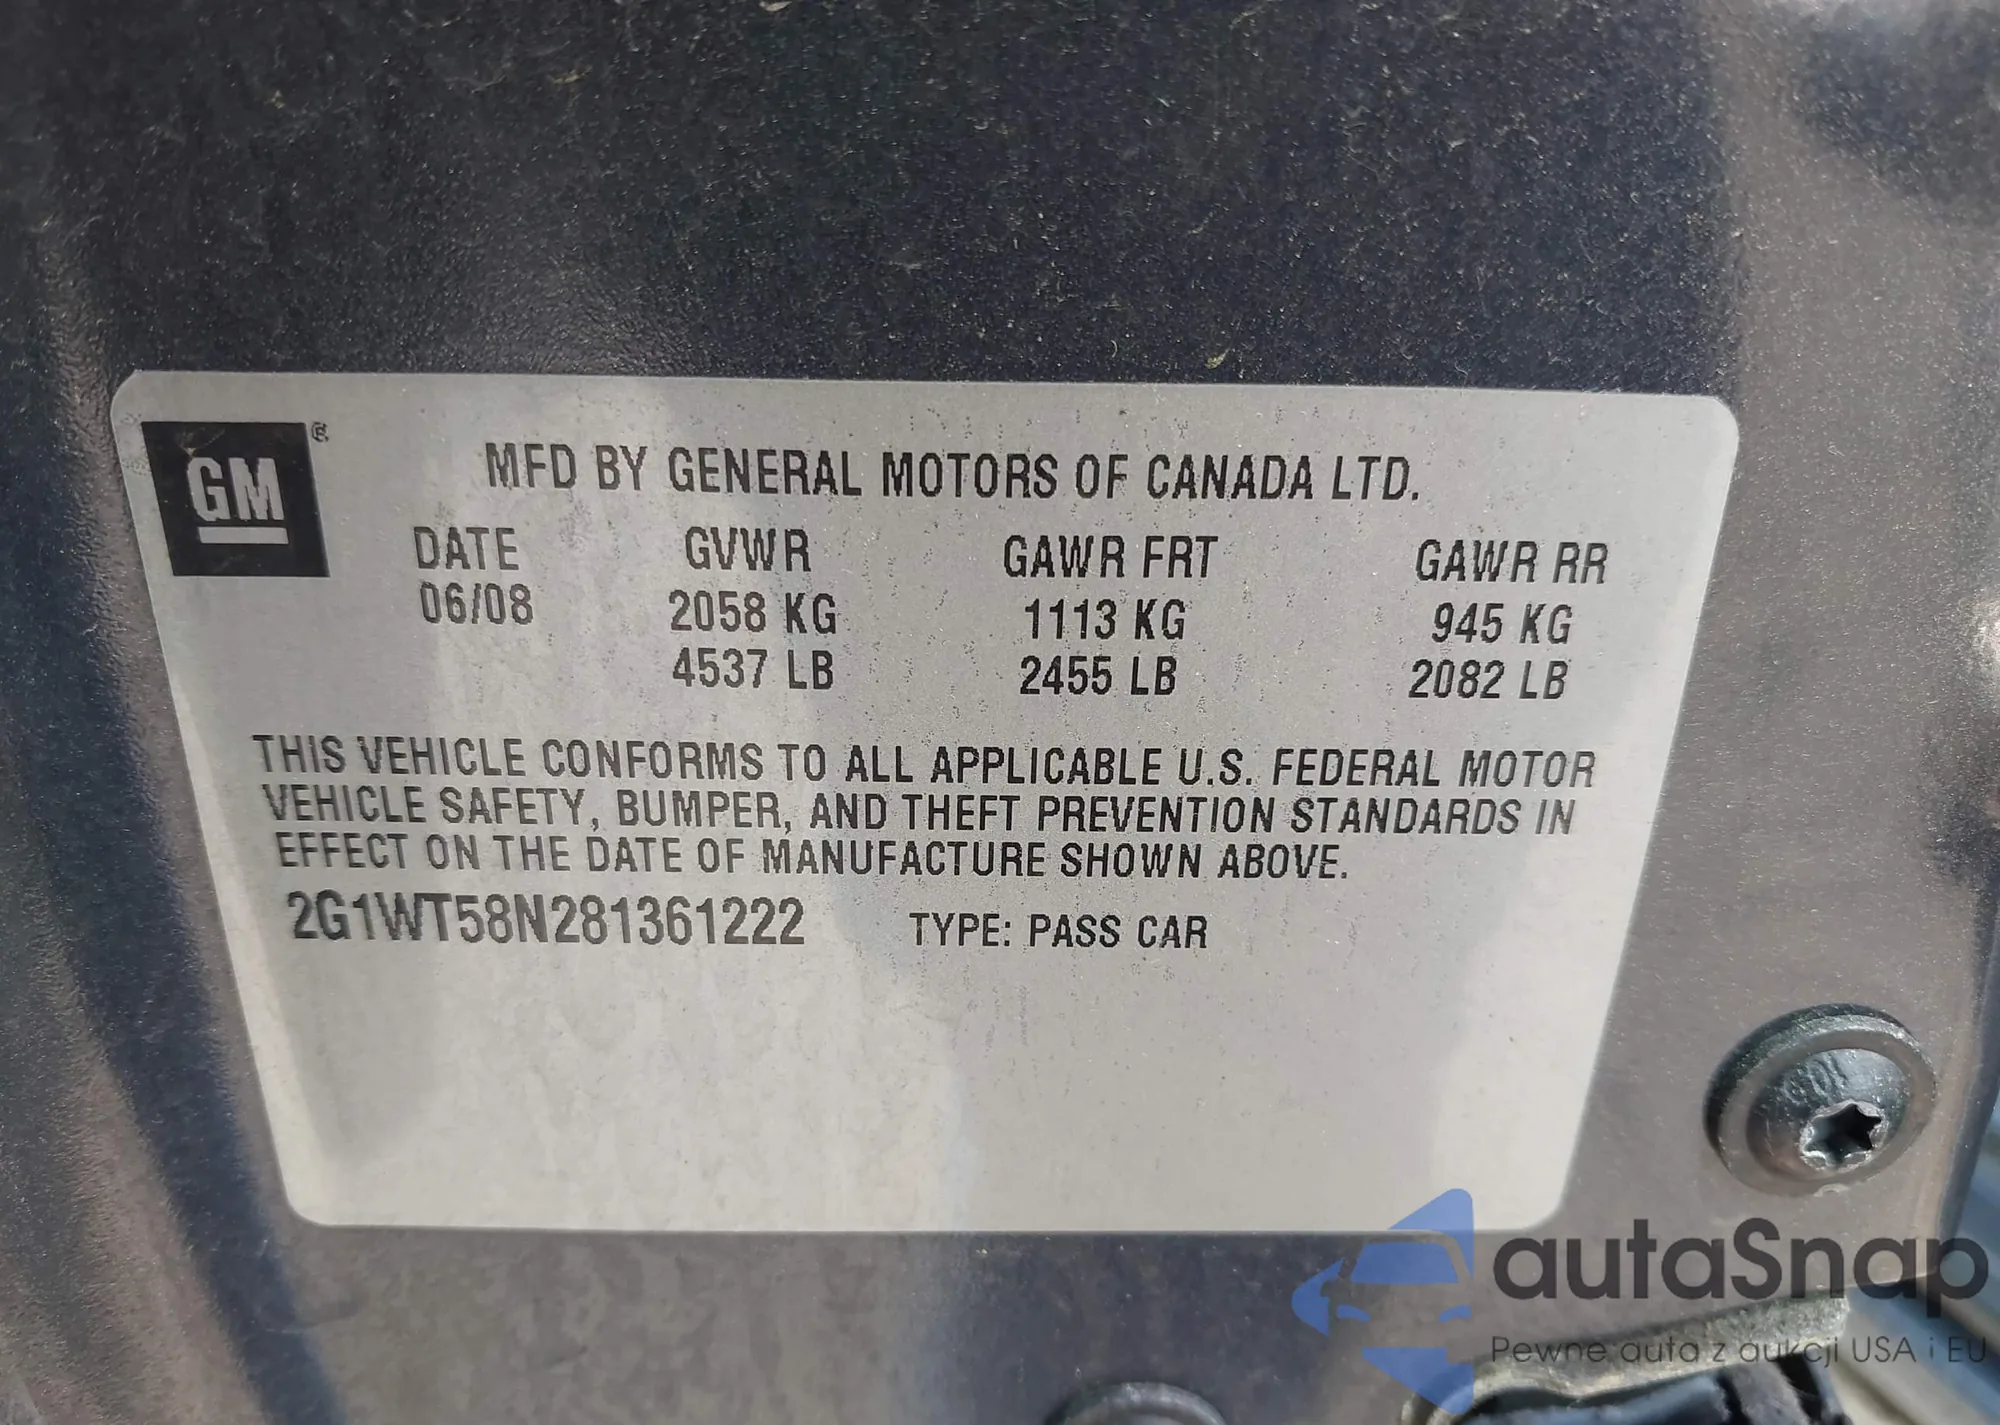 GM ®
MFD BY GENERAL MOTORS OF CANADA LTD.
DATE GVWR GAWR FRT GAWR RR
06/08 2058 KG 1113 KG 945 KG
4537 LB 2455 LB 2082 LB
THIS VEHICLE CONFORMS TO ALL APPLICABLE U.S. FEDERAL MOTOR
VEHICLE SAFETY, BUMPER, AND THEFT PREVENTION STANDARDS IN
EFFECT ON THE DATE OF MANUFACTURE SHOWN ABOVE.
2G1WT58N281361222 TYPE: PASS CAR
autaSnap
Pewne auta z aukcji USA i EU